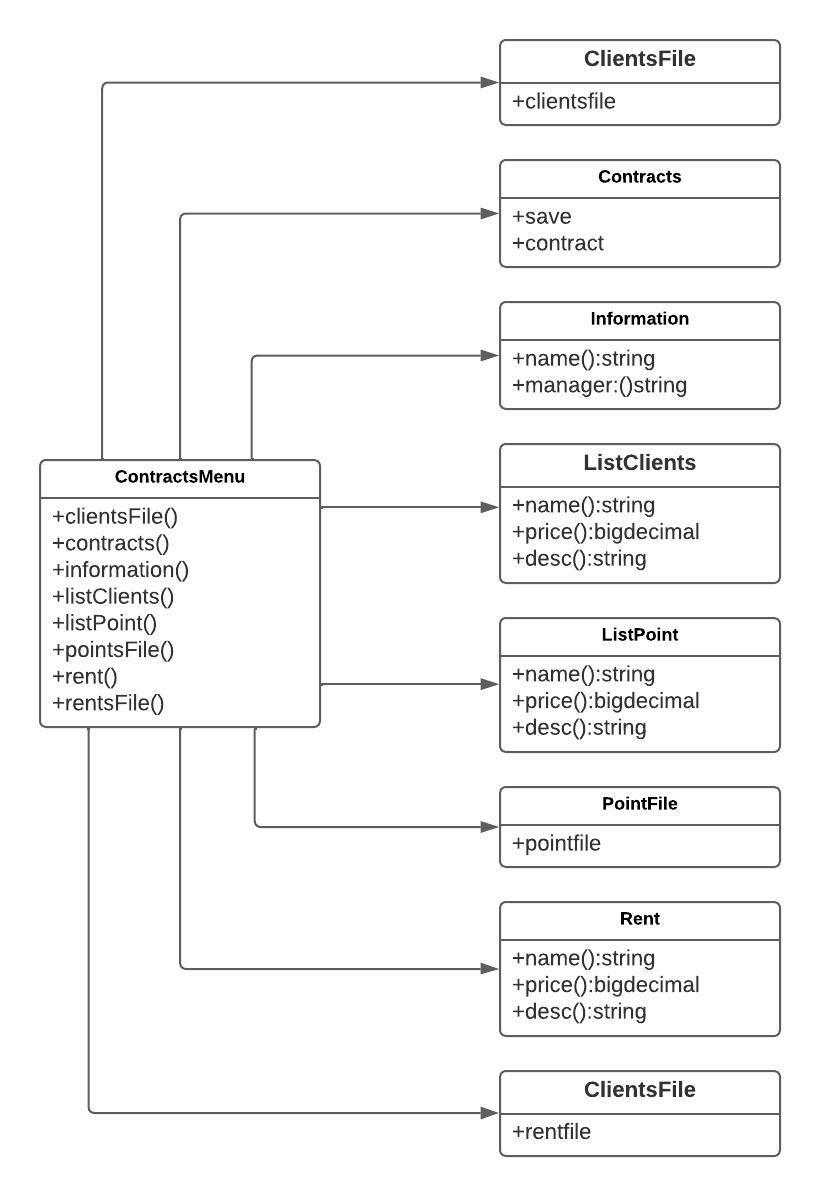 ClientsFile
+clientsfile
Contracts
+save
+contract
Information
+name():string
+manager:()string
ContractsMenu
+clientsFile()
+contracts()
+information()
+listClients()
+listPoint()
+pointsFile()
+rent()
+rentsFile()
ListClients
+name():string
+price():bigdecimal
+desc():string
ListPoint
+name():string
+price():bigdecimal
+desc():string
PointFile
+pointfile
Rent
+name():string
+price():bigdecimal
+desc():string
ClientsFile
+rentfile